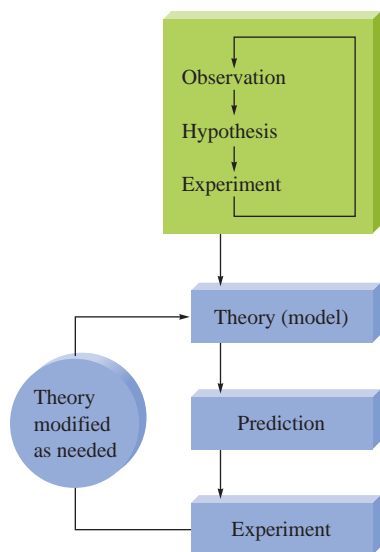 Observation
Hypothesis
Experiment
Theory (model)
Theory
modified
as needed
Prediction
Experiment